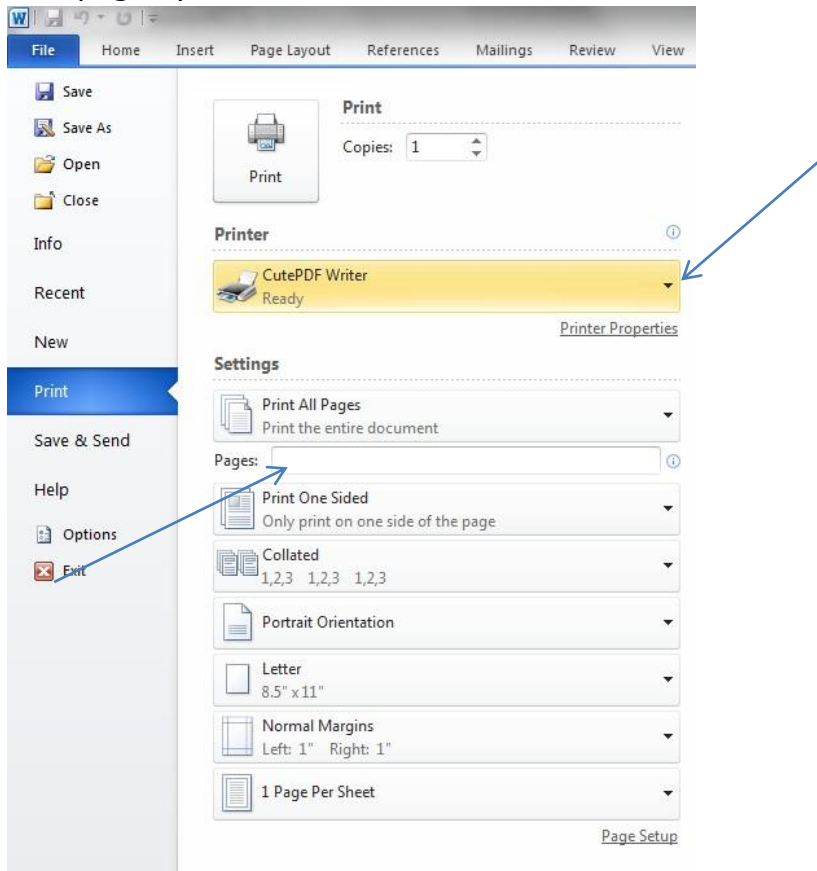 W
File Home Insert Page Layout References Mailings Review View
Save
Save As
Open
Close
Info
Recent
New
Print
Save & Send
Help
Options
Exit
Print
Print
Copies: 1
Printer
CutePDF Writer
Ready
Printer Properties
Settings
Print All Pages
Print the entire document
Pages:
Print One Sided
Only print on one side of the page
Collated
1,2,3 1,2,3 1,2,3
Portrait Orientation
Letter
8.5" x 11"
Normal Margins
Left: 1" Right: 1"
1 Page Per Sheet
Page Setup